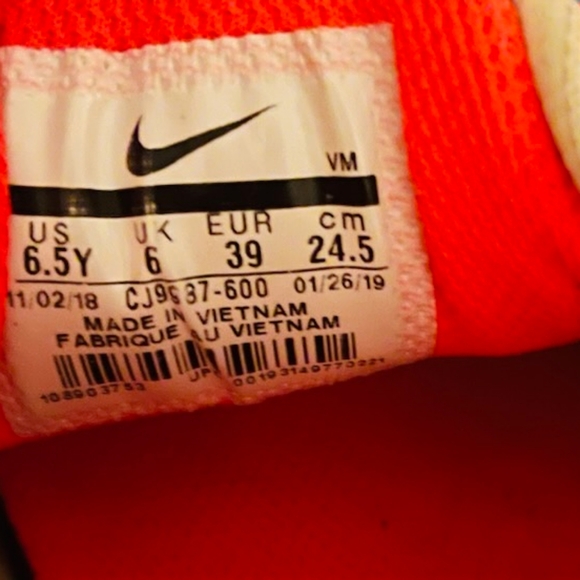 VM
US UK EUR cm
6.5Y 6 39 24.5
11/02/18 01/26/19
MADE IN VIETNAM
FABRIQUE AU VIETNAM